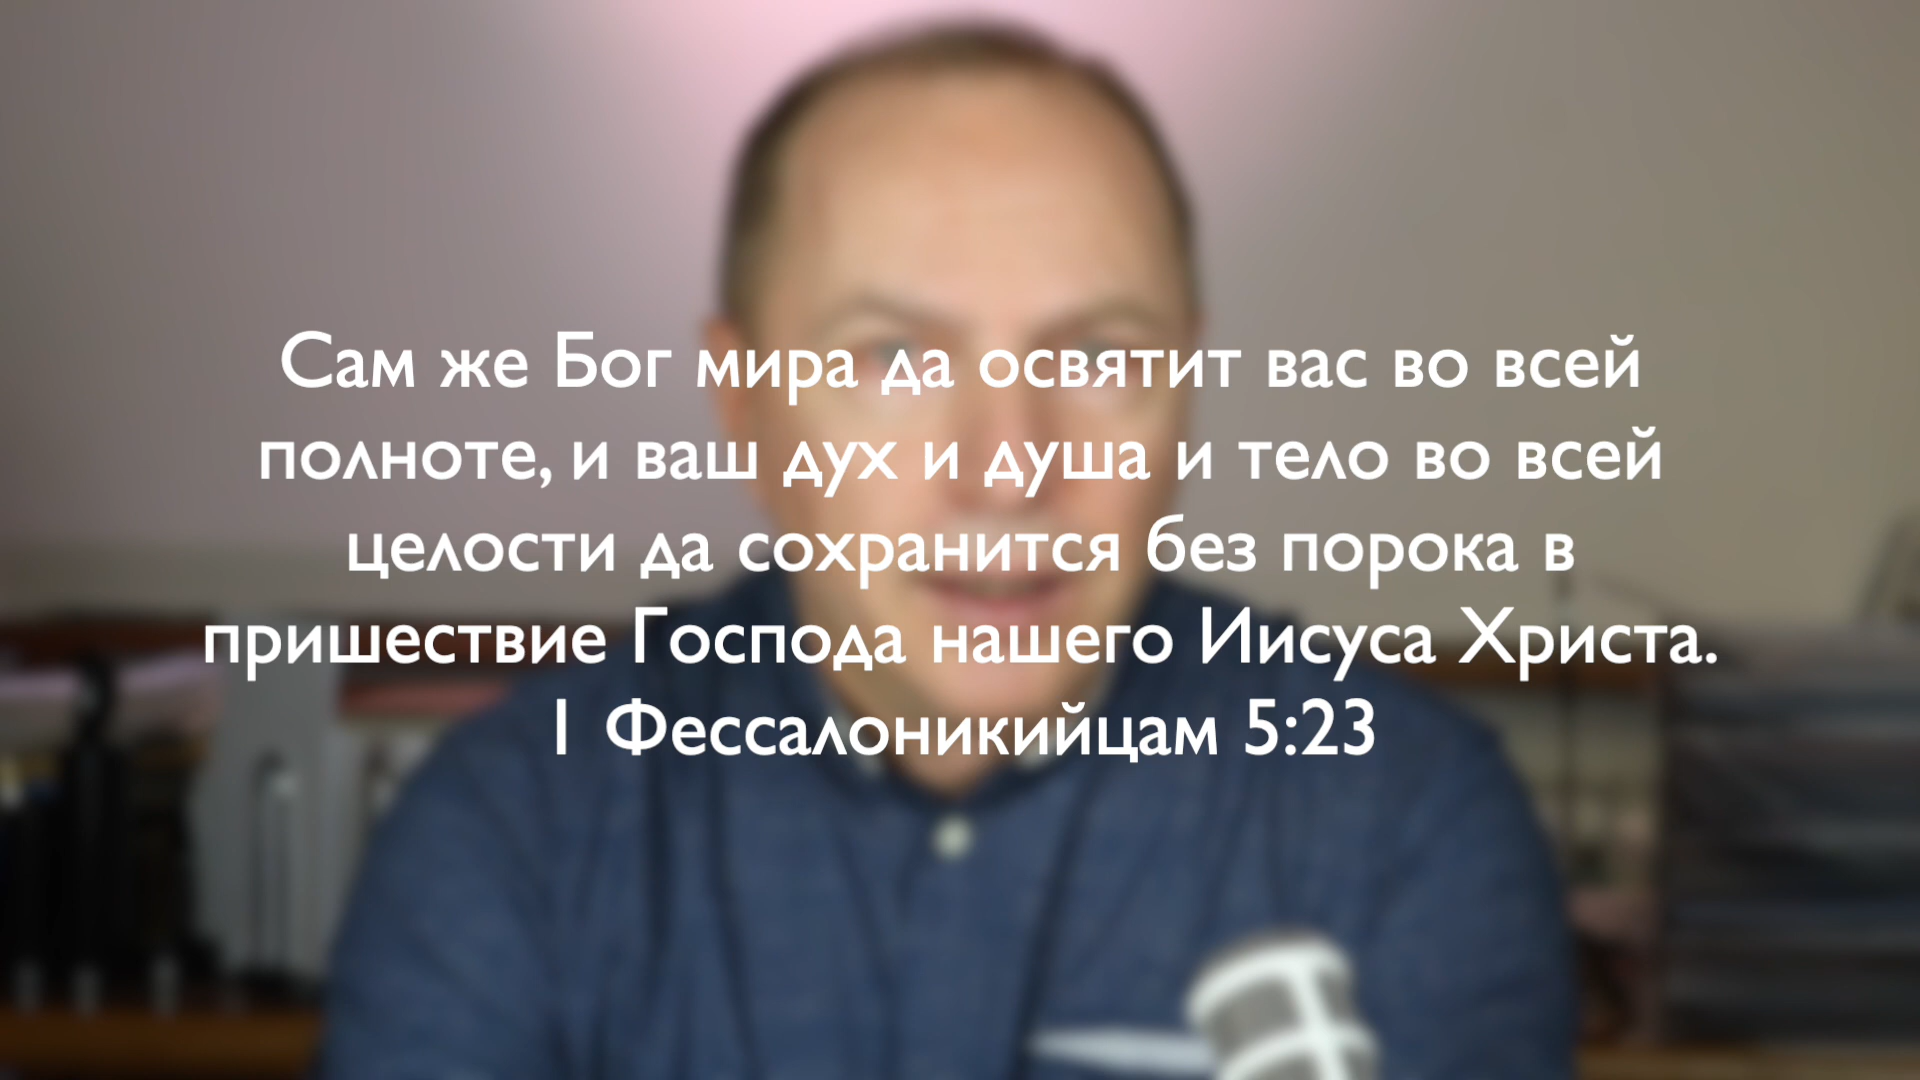 Сам же Бог мира да освятит вас во всей
полноте, и ваш дух и душа и тело во всей
целости да сохранится без порока в
пришествие Господа нашего Иисуса Христа.
1 Фессалоникийцам 5:23